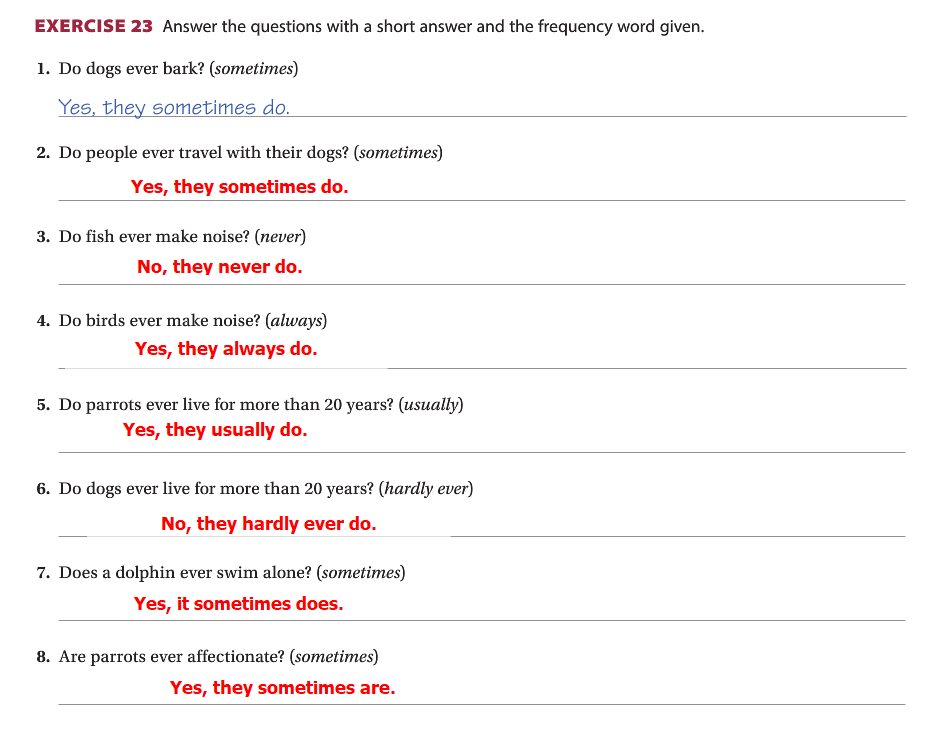 EXERCISE 23 Answer the questions with a short answer and the frequency word given.
1. Do dogs ever bark? (sometimes)
Yes, they sometimes do.
2. Do people ever travel with their dogs? (sometimes)
Yes, they sometimes do.
3. Do fish ever make noise? (never)
No, they never do.
4. Do birds ever make noise? (always)
Yes, they always do.
5. Do parrots ever live for more than 20 years? (usually)
Yes, they usually do.
6. Do dogs ever live for more than 20 years? (hardly ever)
No, they hardly ever do.
7. Does a dolphin ever swim alone? (sometimes)
Yes, it sometimes does.
8. Are parrots ever affectionate? (sometimes)
Yes, they sometimes are.